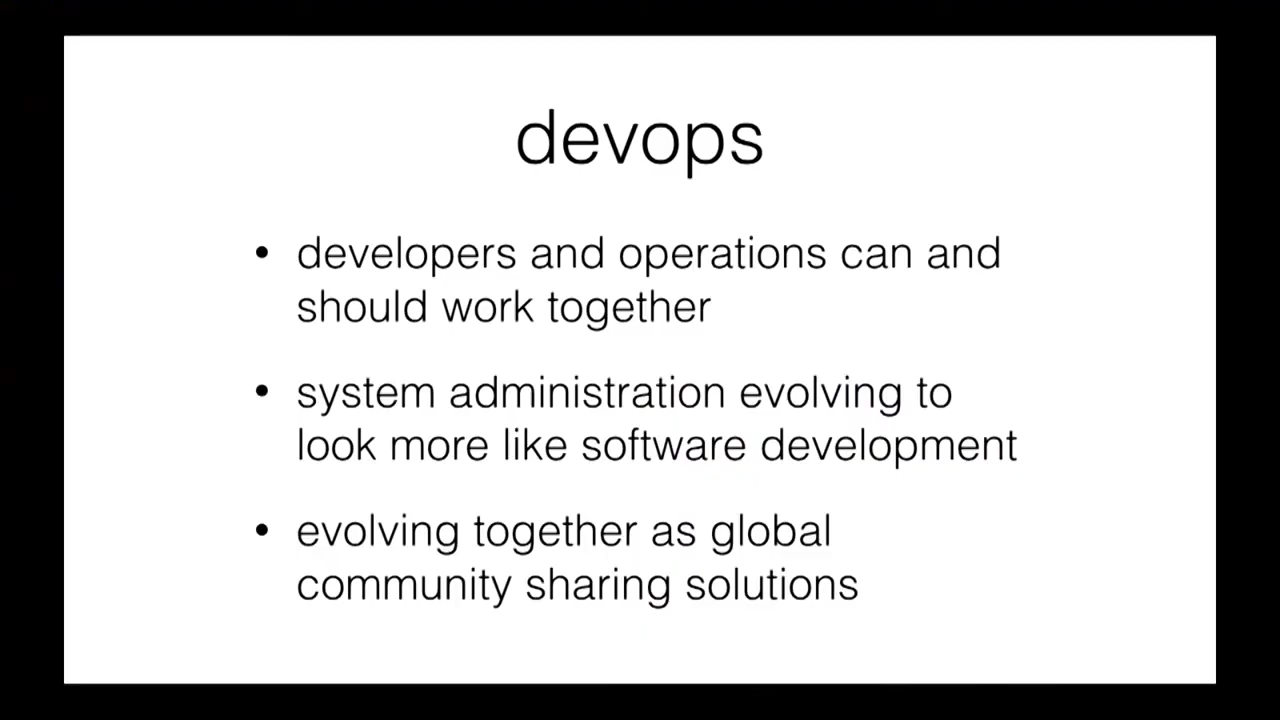 devops
• developers and operations can and
should work together
• system administration evolving to
look more like software development
• evolving together as global
community sharing solutions